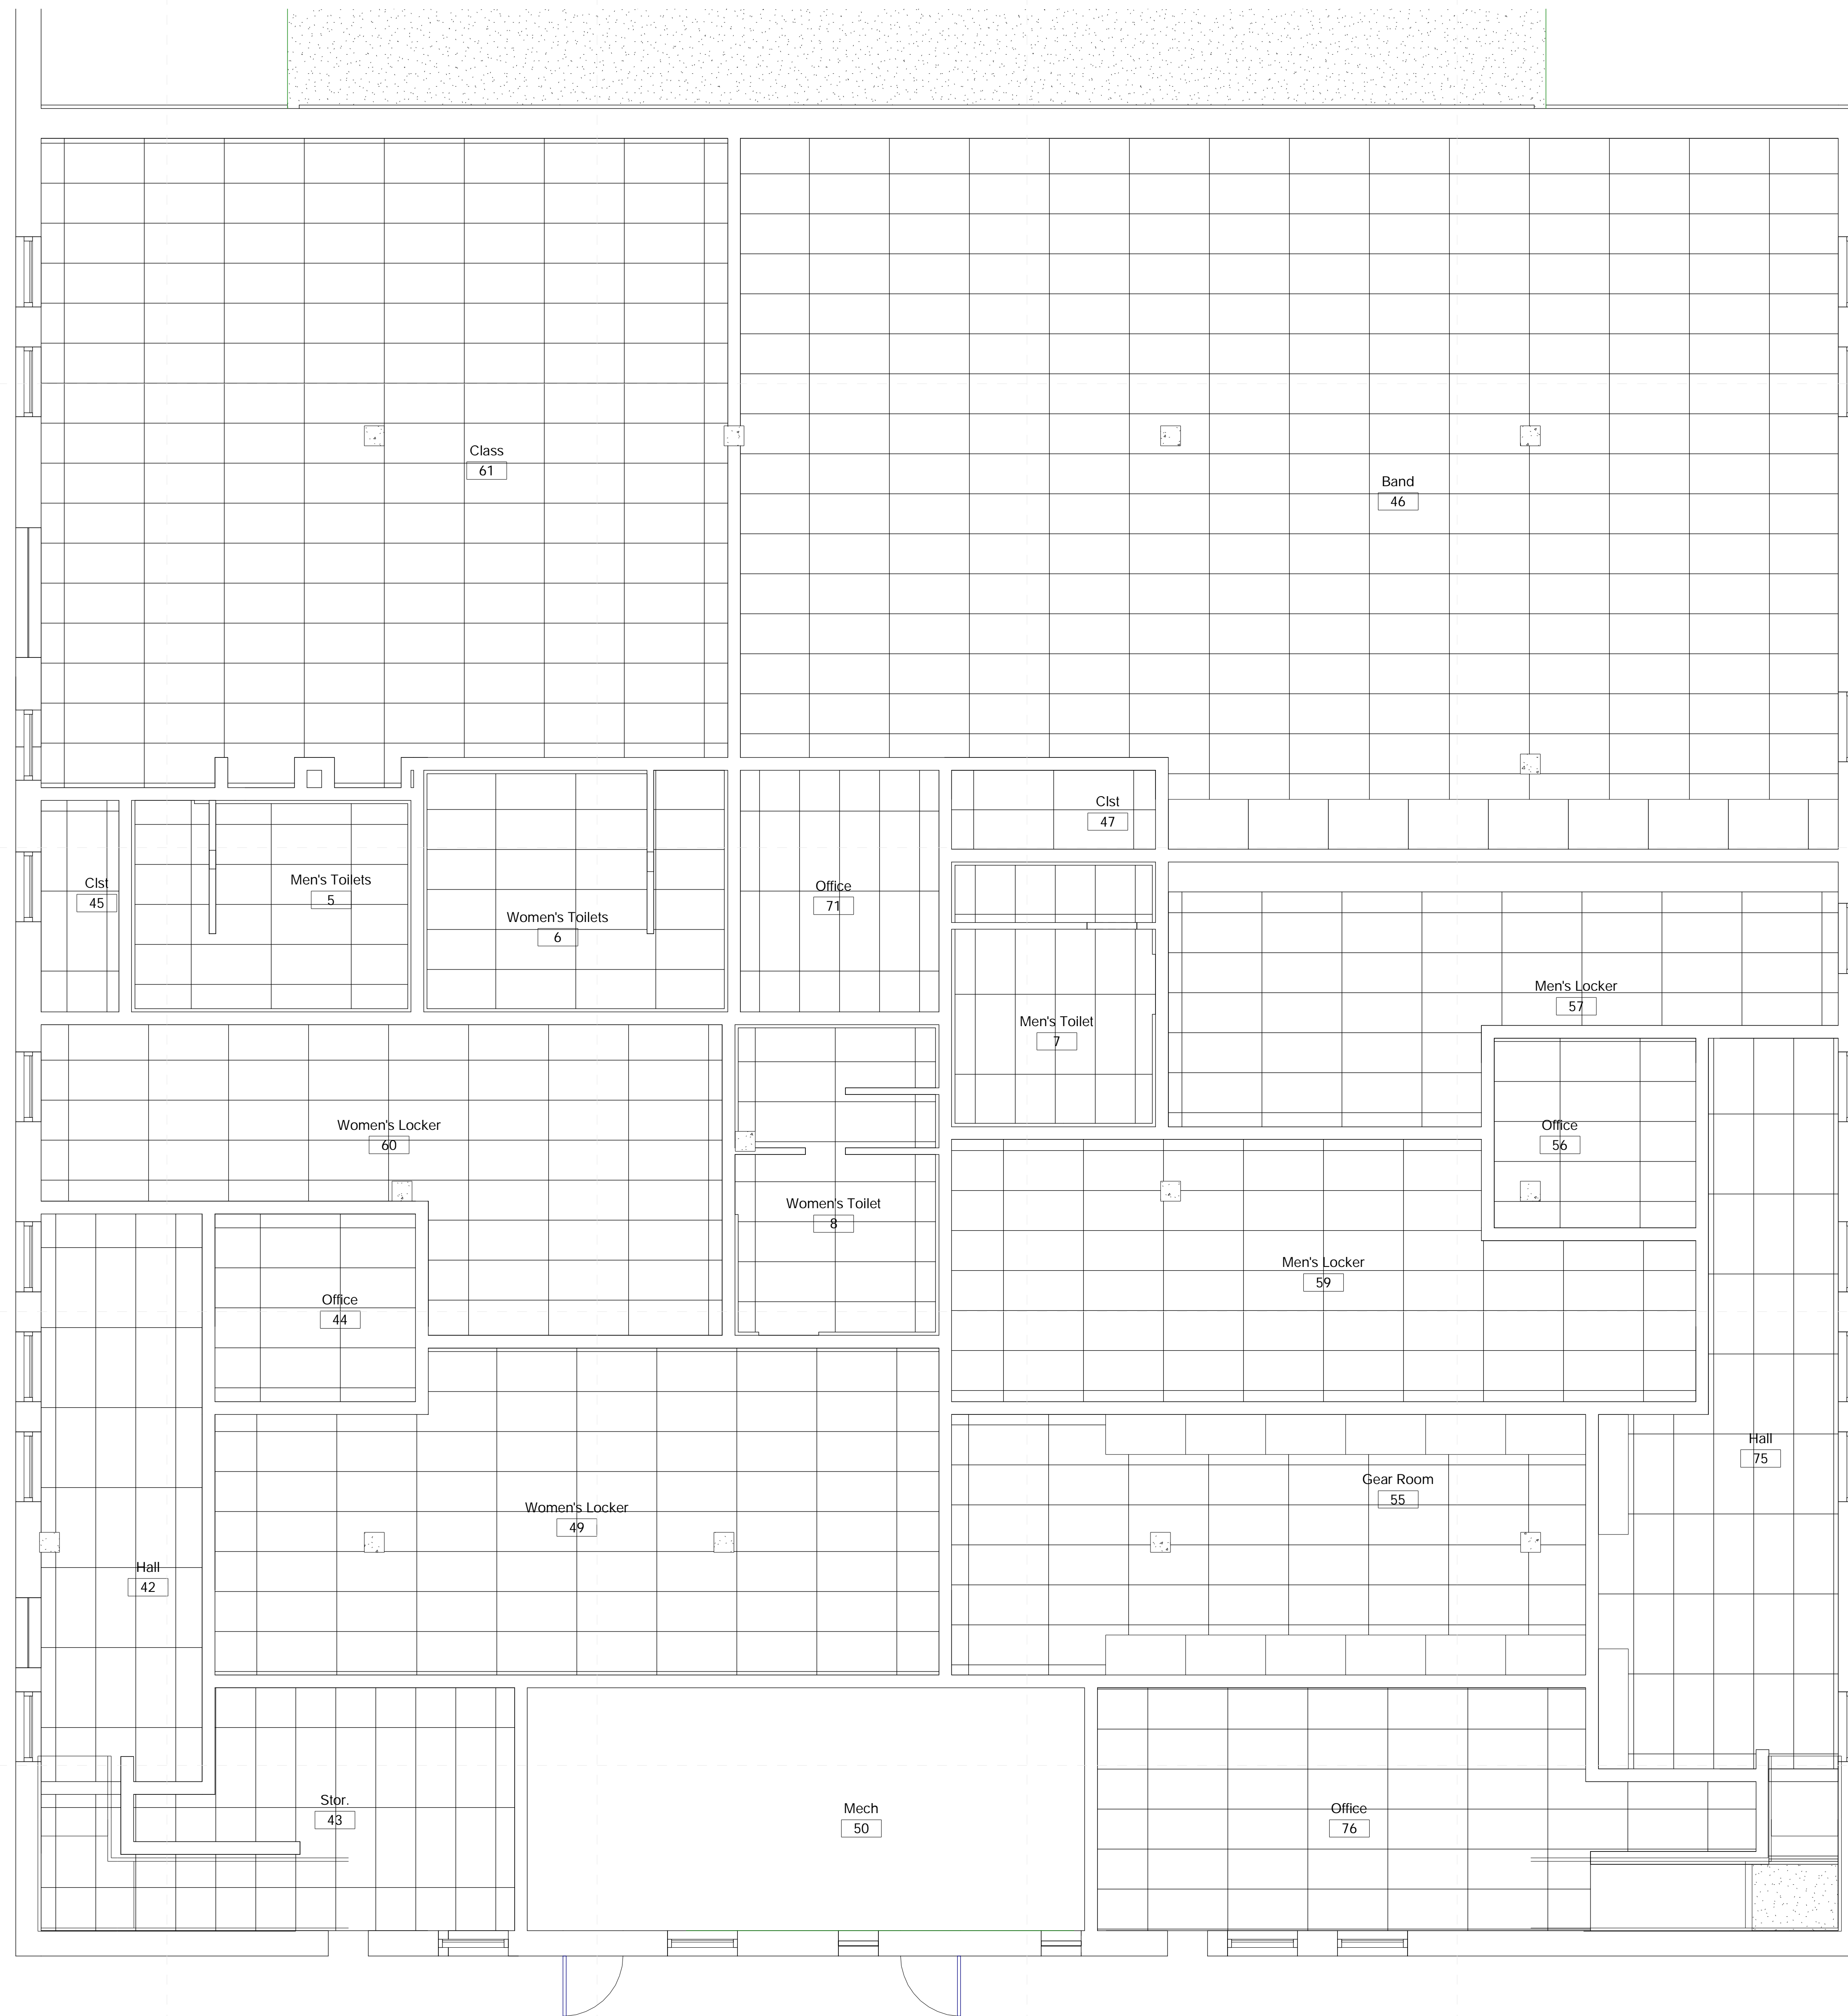 Class
61
Band
46
Clst
47
Men's Toilets
5
Clst
45
Office
71
Women's Toilets
6
Men's Locker
57
Men's Toilet
7
Women's Locker
60
Office
56
Women's Toilet
8
Men's Locker
59
Office
44
Hall
75
Gear Room
55
Women's Locker
49
Hall
42
Stor.
43
Mech
50
Office
76